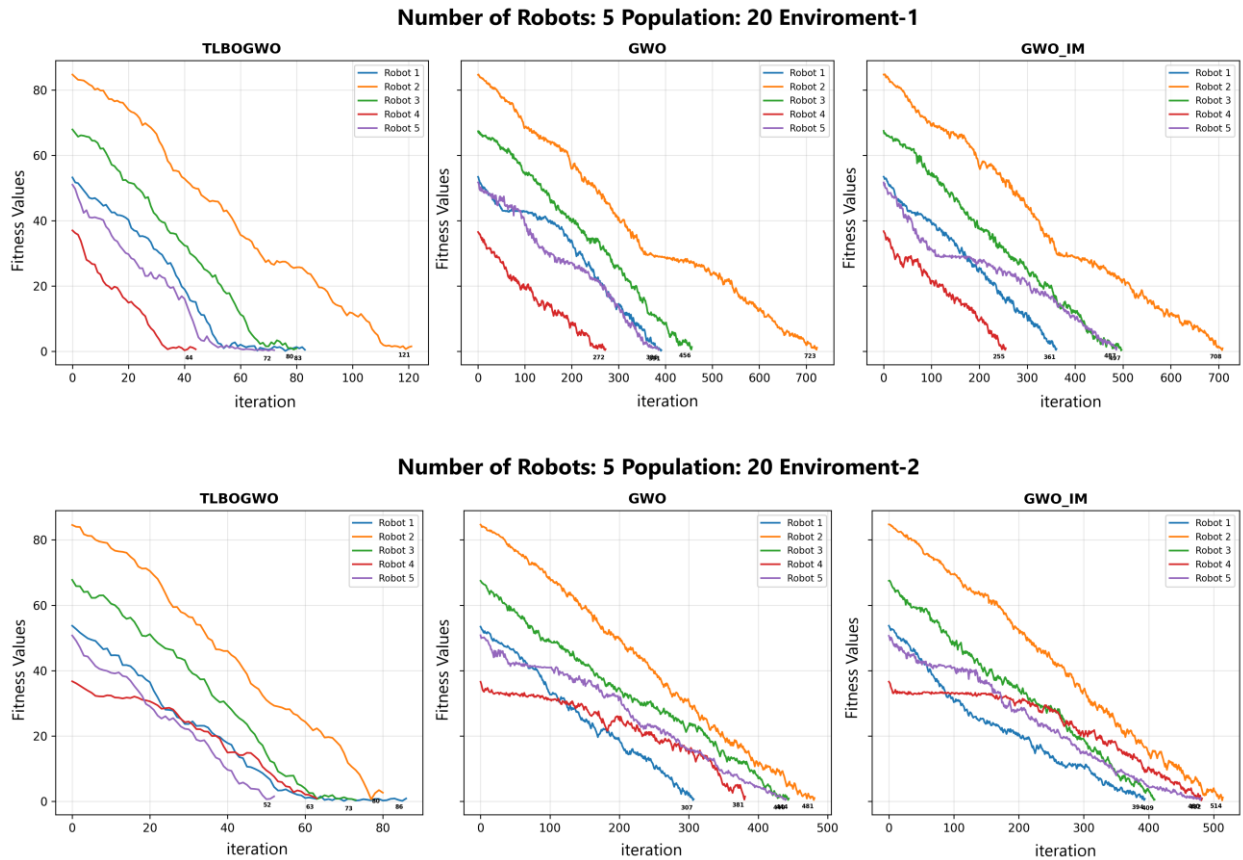 Number of Robots: 5 Population: 20 Enviroment-1
TLBOGWO
GWO
GWO_IM
Fitness Values
80
60
40
20
0
Robot 1
Robot 2
Robot 3
Robot 4
Robot 5
44
72
80
83
121
0 20 40 60 80 100 120
iteration
Fitness Values
Robot 1
Robot 2
Robot 3
Robot 4
Robot 5
272
391
456
723
0 100 200 300 400 500 600 700
iteration
Fitness Values
Robot 1
Robot 2
Robot 3
Robot 4
Robot 5
255
361
708
0 100 200 300 400 500 600 700
iteration
Number of Robots: 5 Population: 20 Enviroment-2
TLBOGWO
GWO
GWO_IM
Fitness Values
80
60
40
20
0
Robot 1
Robot 2
Robot 3
Robot 4
Robot 5
52
63
73
80
86
0 20 40 60 80
iteration
Fitness Values
Robot 1
Robot 2
Robot 3
Robot 4
Robot 5
307
381
481
0 100 200 300 400 500
iteration
Fitness Values
Robot 1
Robot 2
Robot 3
Robot 4
Robot 5
394
409
514
0 100 200 300 400 500
iteration